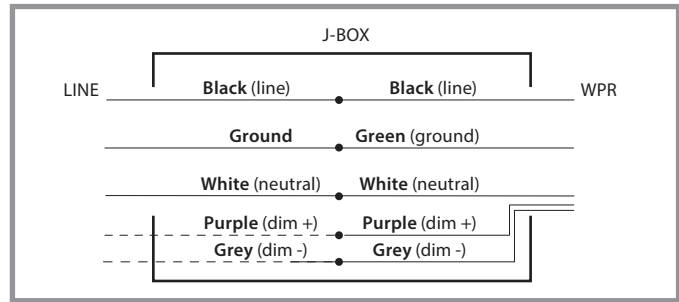 J-BOX
LINE Black (line) Black (line) WPR
Ground Green (ground)
White (neutral) White (neutral)
Purple (dim +) Purple (dim +)
Grey (dim -) Grey (dim -)